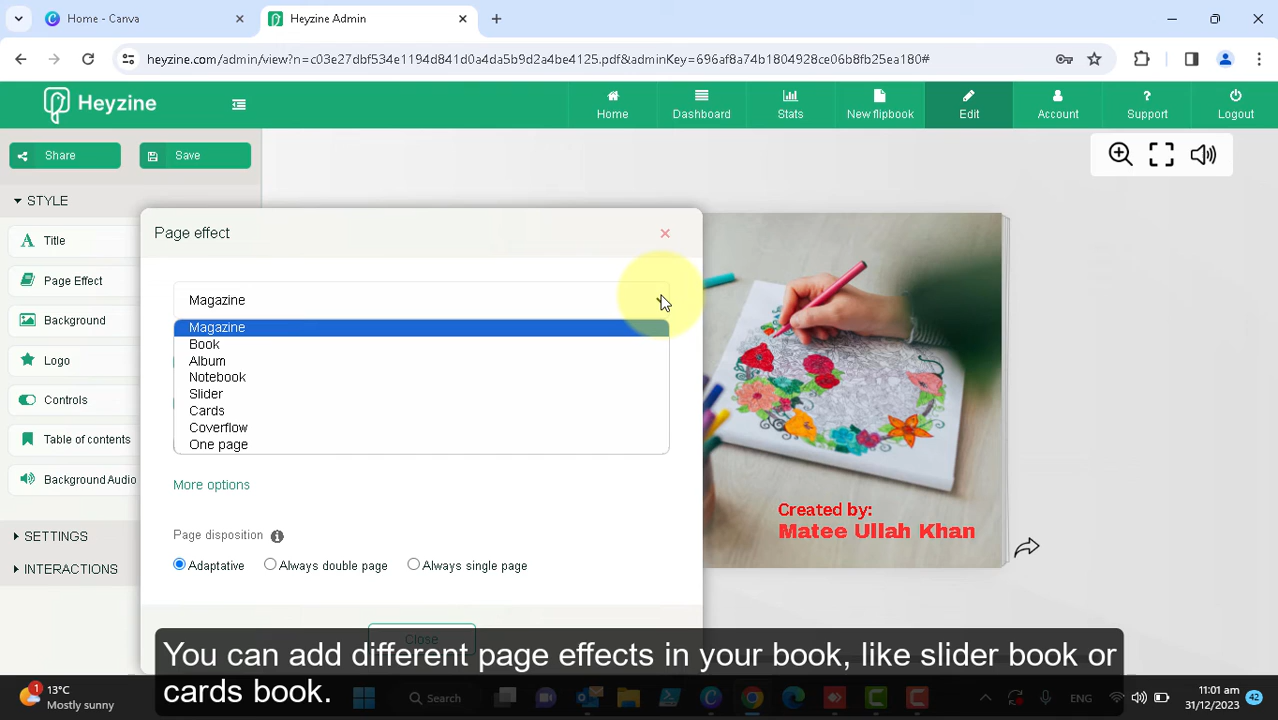 Home - Canva
Heyzine Admin
heyzine.com/admin/view?n=c03e27dbf534e1194d841d0a4da5b9d2a4be4125.pdf&adminKey=696af8a74b1804928ce06b8fb25ea180#
Heyzine
Home
Dashboard
Stats
New flipbook
Edit
Account
Support
Logout
Share
Save
STYLE
Title
Page Effect
Background
Logo
Controls
Table of contents
Background Audio
SETTINGS
INTERACTIONS
Page effect
Magazine
Magazine
Book
Album
Notebook
Slider
Cards
Coverflow
One page
More options
Page disposition
Adaptative
Always double page
Always single page
Close
Created by:
Matee Ullah Khan
You can add different page effects in your book, like slider book or
cards book.
1
13°C
Mostly sunny
Search
ENG
11:01 am
31/12/2023
42